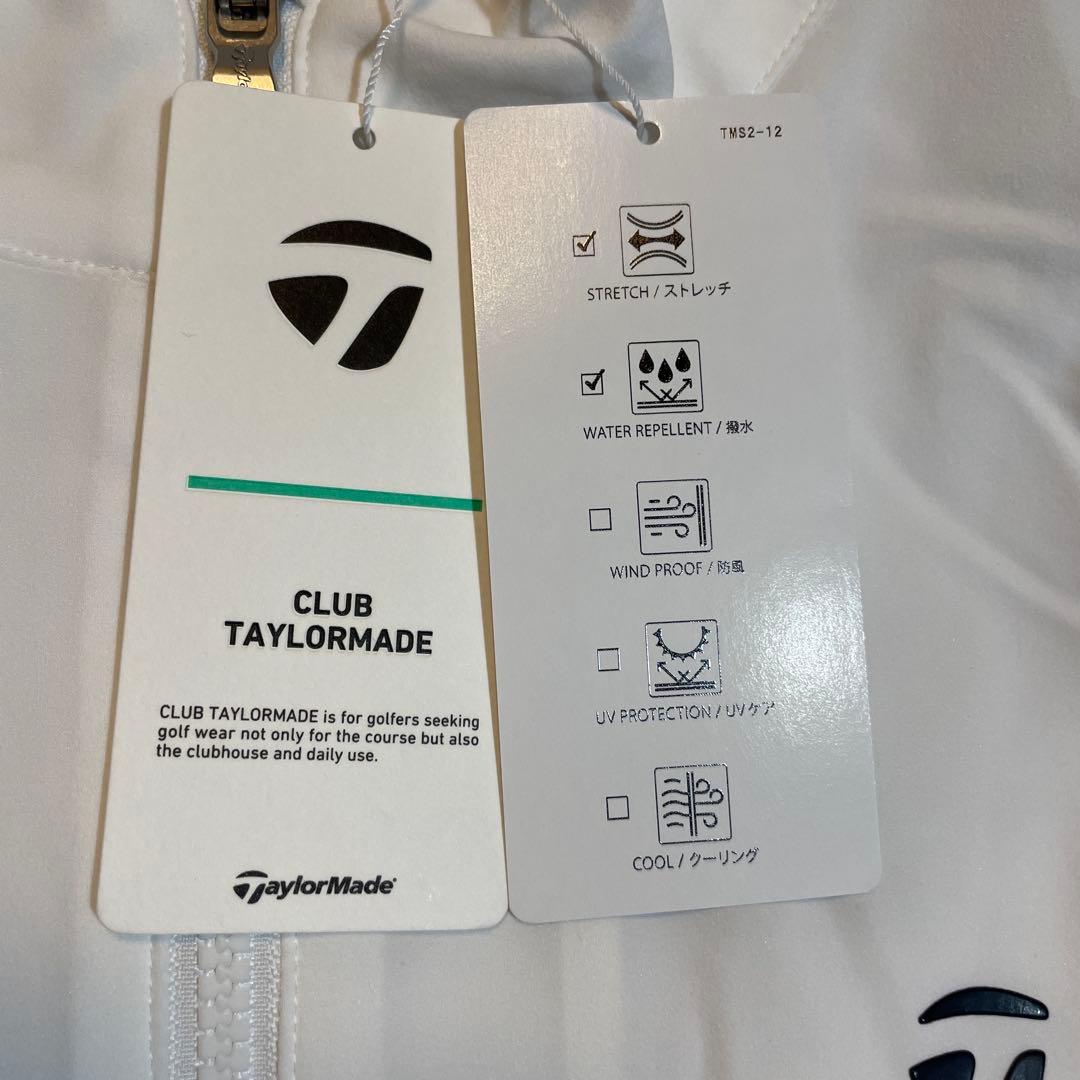 CLUB
TAYLORMADE
CLUB TAYLORMADE is for golfers seeking
golf wear not only for the course but also
the clubhouse and daily use.
TaylorMade
TMS2-12
STRETCH / ストレッチ
WATER REPELLENT / 撥水
WIND PROOF / 防風
UV PROTECTION / UVケア
COOL / クーリング